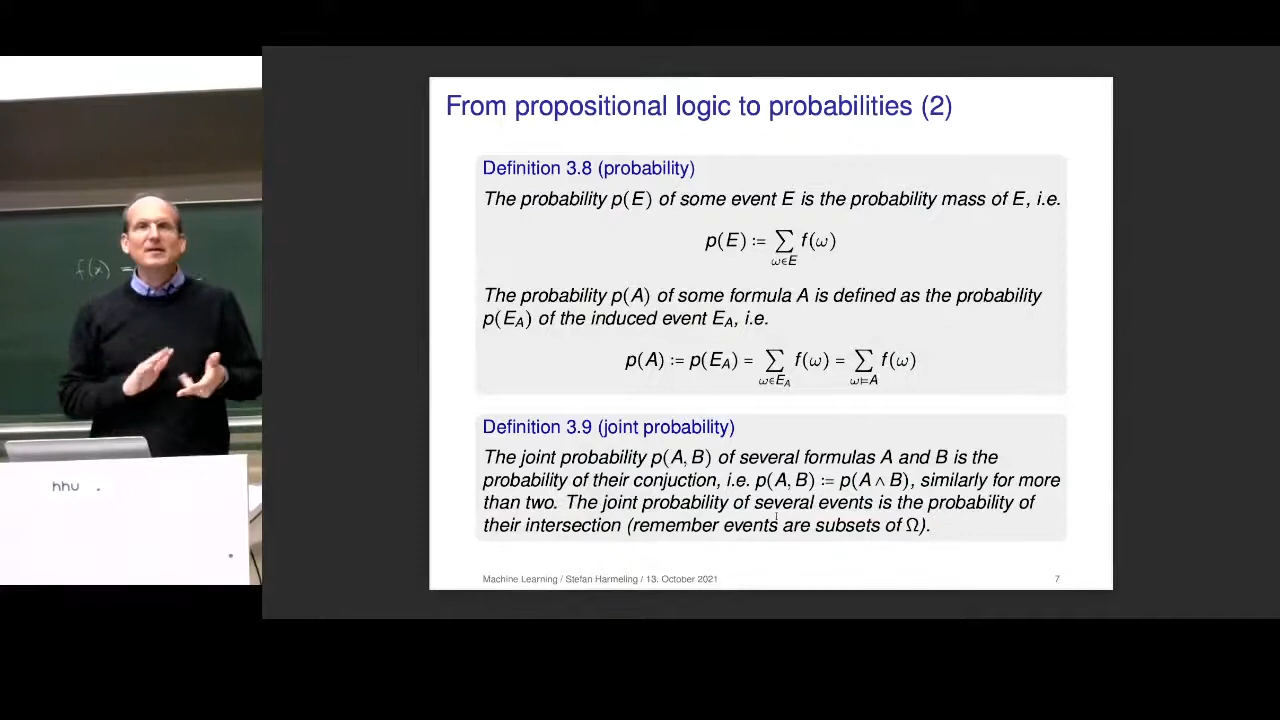 From propositional logic to probabilities (2)
Definition 3.8 (probability)
The probability p(E) of some event E is the probability mass of E, i.e.
p(E) := ∑ f(ω)
ω∈E
The probability p(A) of some formula A is defined as the probability
p(E_A) of the induced event E_A, i.e.
p(A) := p(E_A) = ∑ f(ω) = ∑ f(ω)
ω∈E_A ω⊨A
Definition 3.9 (joint probability)
The joint probability p(A, B) of several formulas A and B is the
probability of their conjuction, i.e. p(A, B) := p(A ∧ B), similarly for more
than two. The joint probability of several events is the probability of
their intersection (remember events are subsets of Ω).
Machine Learning / Stefan Harmeling / 13. October 2021
7
f(x) =
hhu